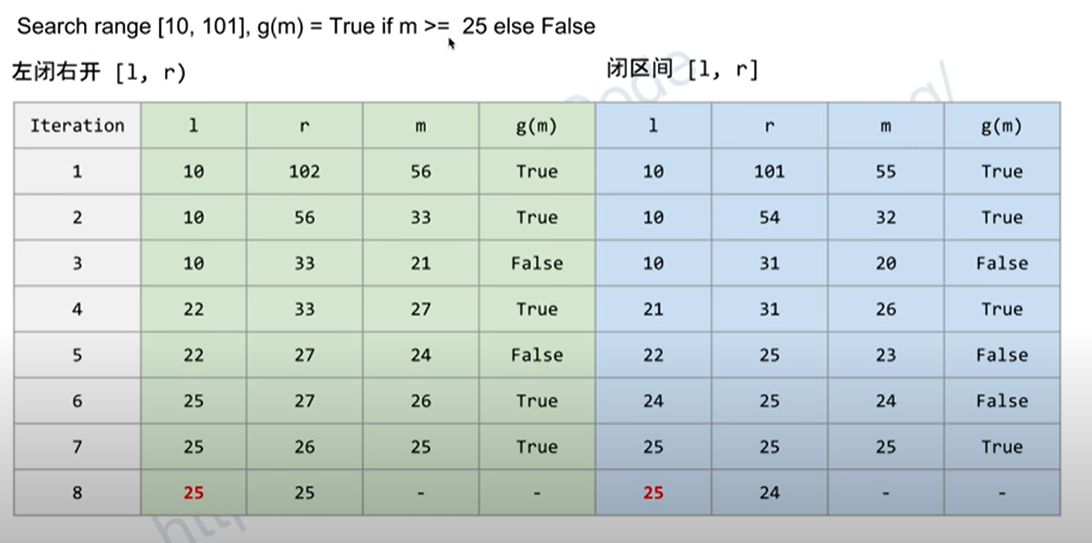 Search range [10, 101], g(m) = True if m >= 25 else False
左闭右开 [l, r)
闭区间 [l, r]
Iteration l r m g(m) l r m g(m)
1 10 102 56 True 10 101 55 True
2 10 56 33 True 10 54 32 True
3 10 33 21 False 10 31 20 False
4 22 33 27 True 21 31 26 True
5 22 27 24 False 22 25 23 False
6 25 27 26 True 24 25 24 False
7 25 26 25 True 25 25 25 True
8 25 25 - - 25 24 - -